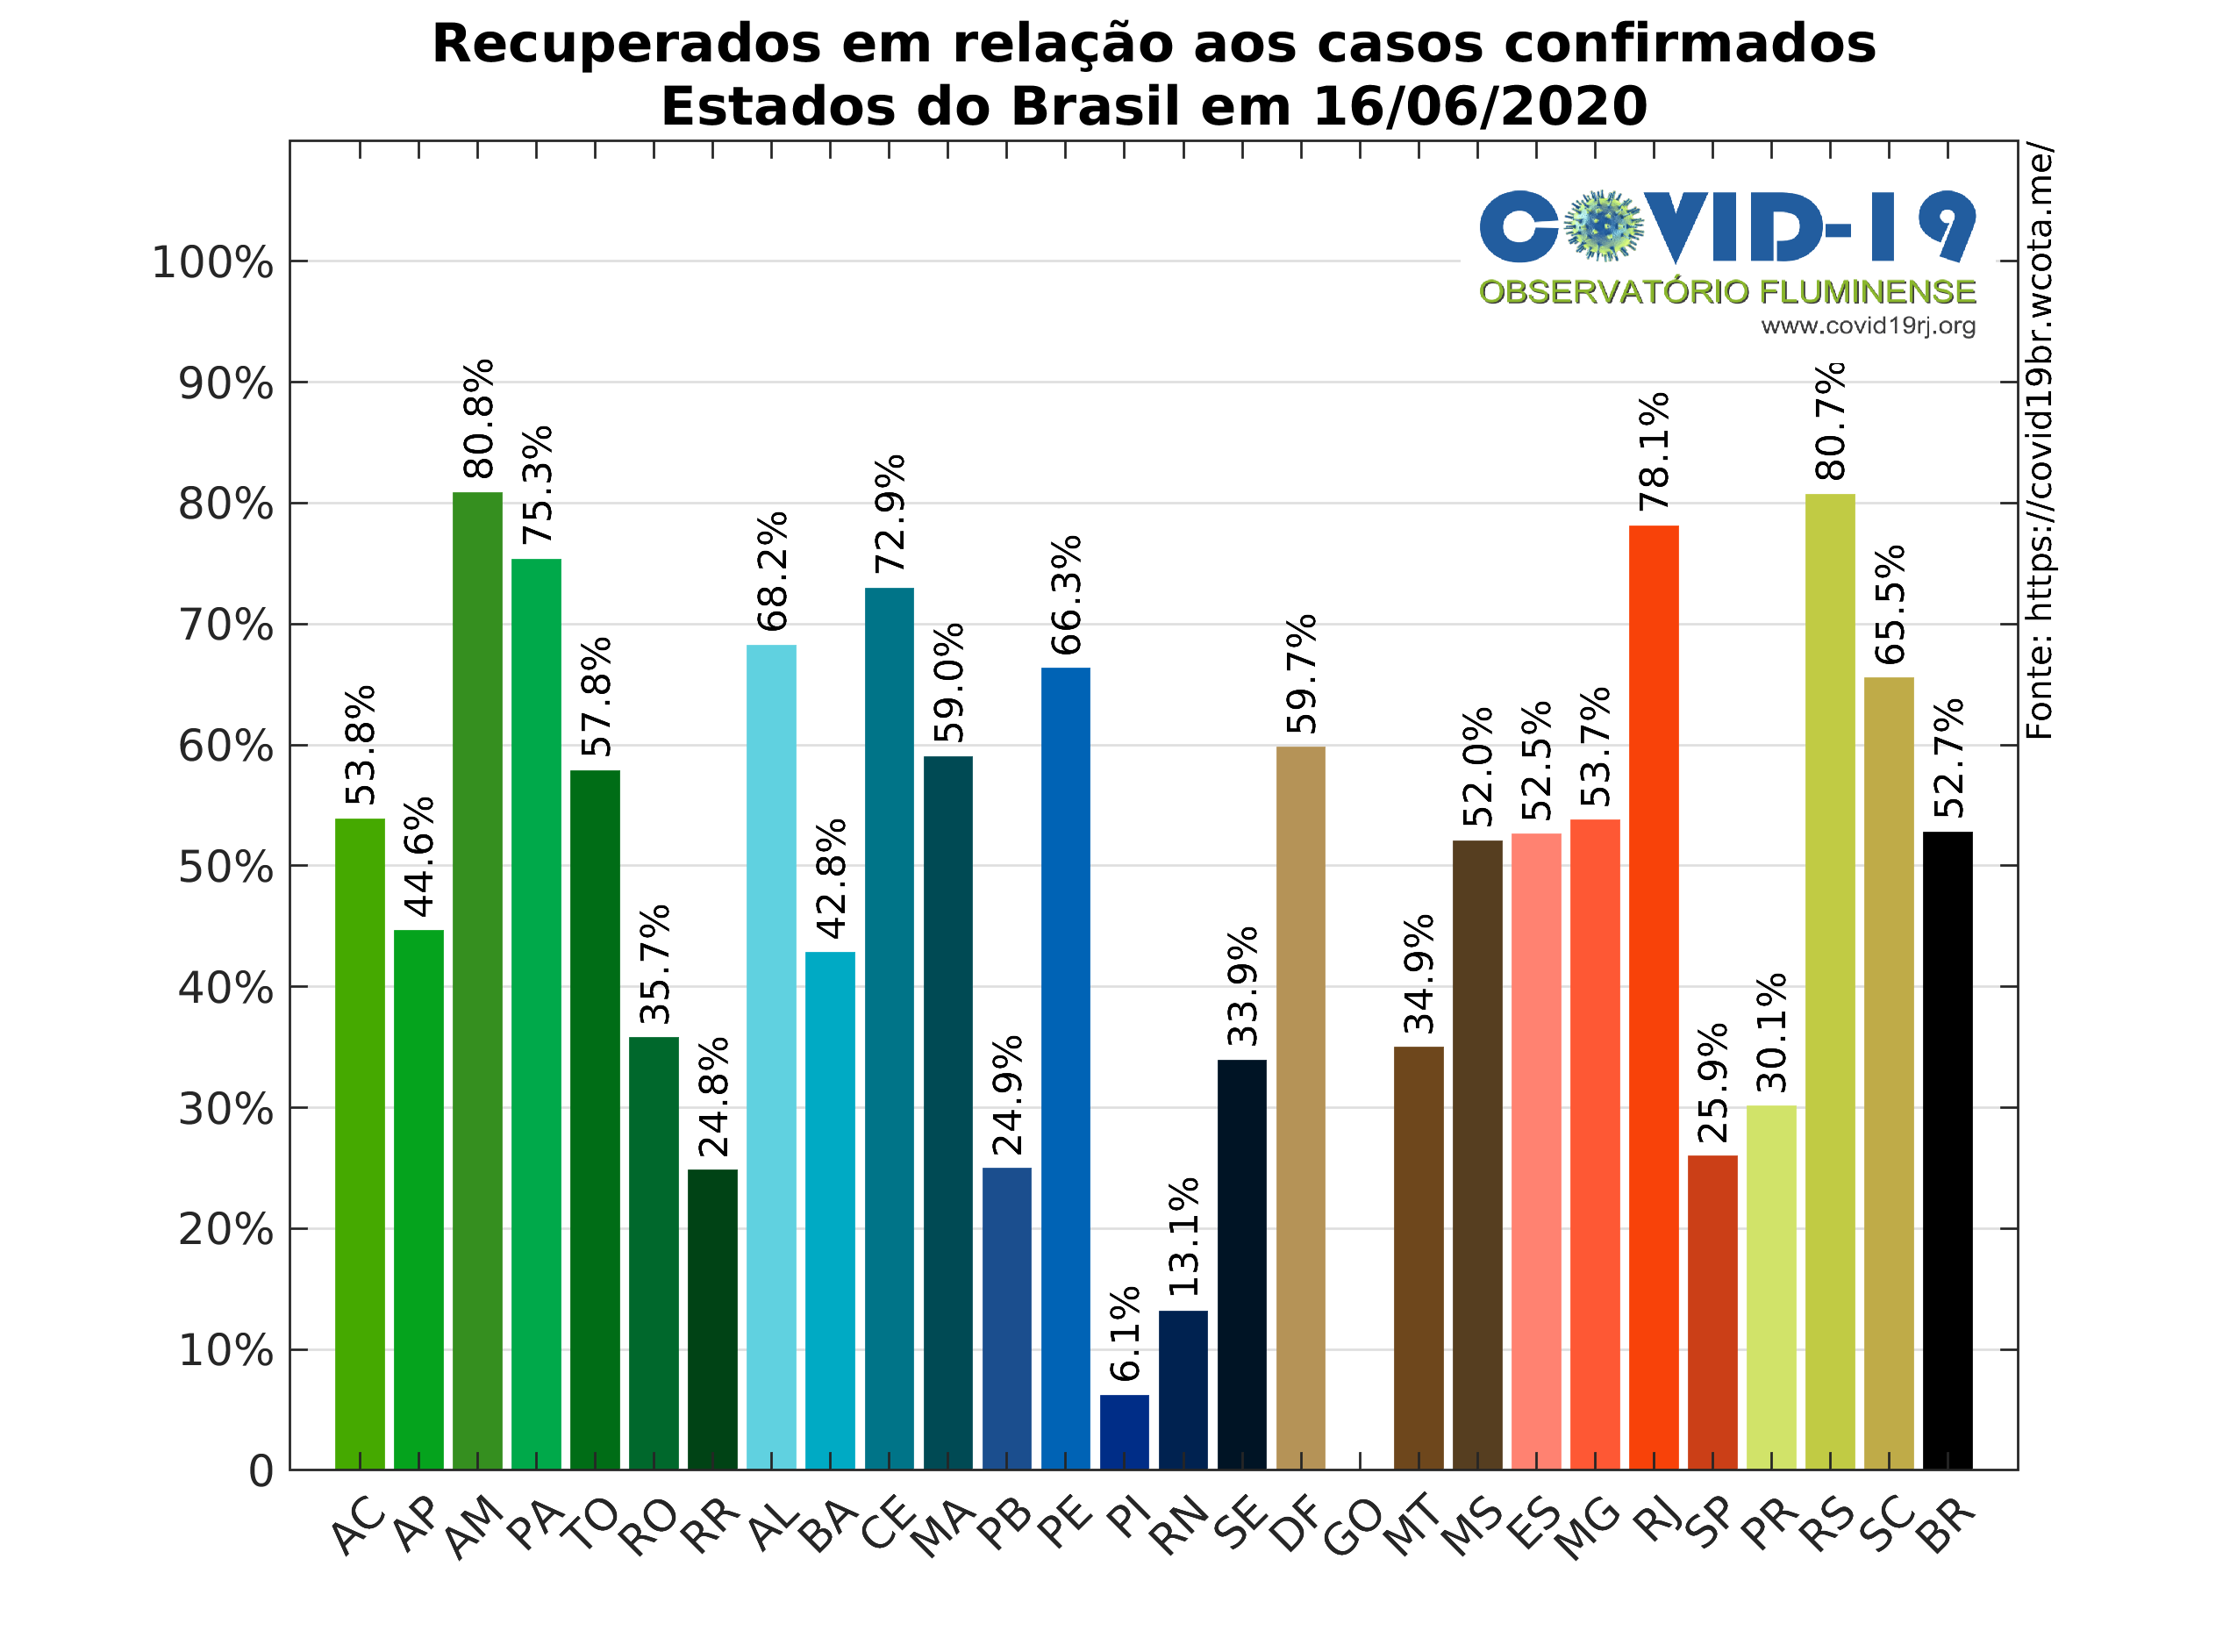 Recuperados em relação aos casos confirmados
Estados do Brasil em 16/06/2020
COVID-19
OBSERVATÓRIO FLUMINENSE
www.covid19rj.org
Fonte: https://covid19br.wcota.me/
100%
90%
80%
70%
60%
50%
40%
30%
20%
10%
0
53.8%
44.6%
80.8%
75.3%
57.8%
35.7%
24.8%
68.2%
42.8%
72.9%
59.0%
24.9%
66.3%
6.1%
13.1%
33.9%
59.7%
34.9%
52.0%
52.5%
53.7%
78.1%
25.9%
30.1%
80.7%
65.5%
52.7%
AC
AP
AM
PA
TO
RO
RR
AL
BA
CE
MA
PB
PE
PI
RN
SE
DF
GO
MT
MS
ES
MG
RJ
SP
PR
RS
SC
BR